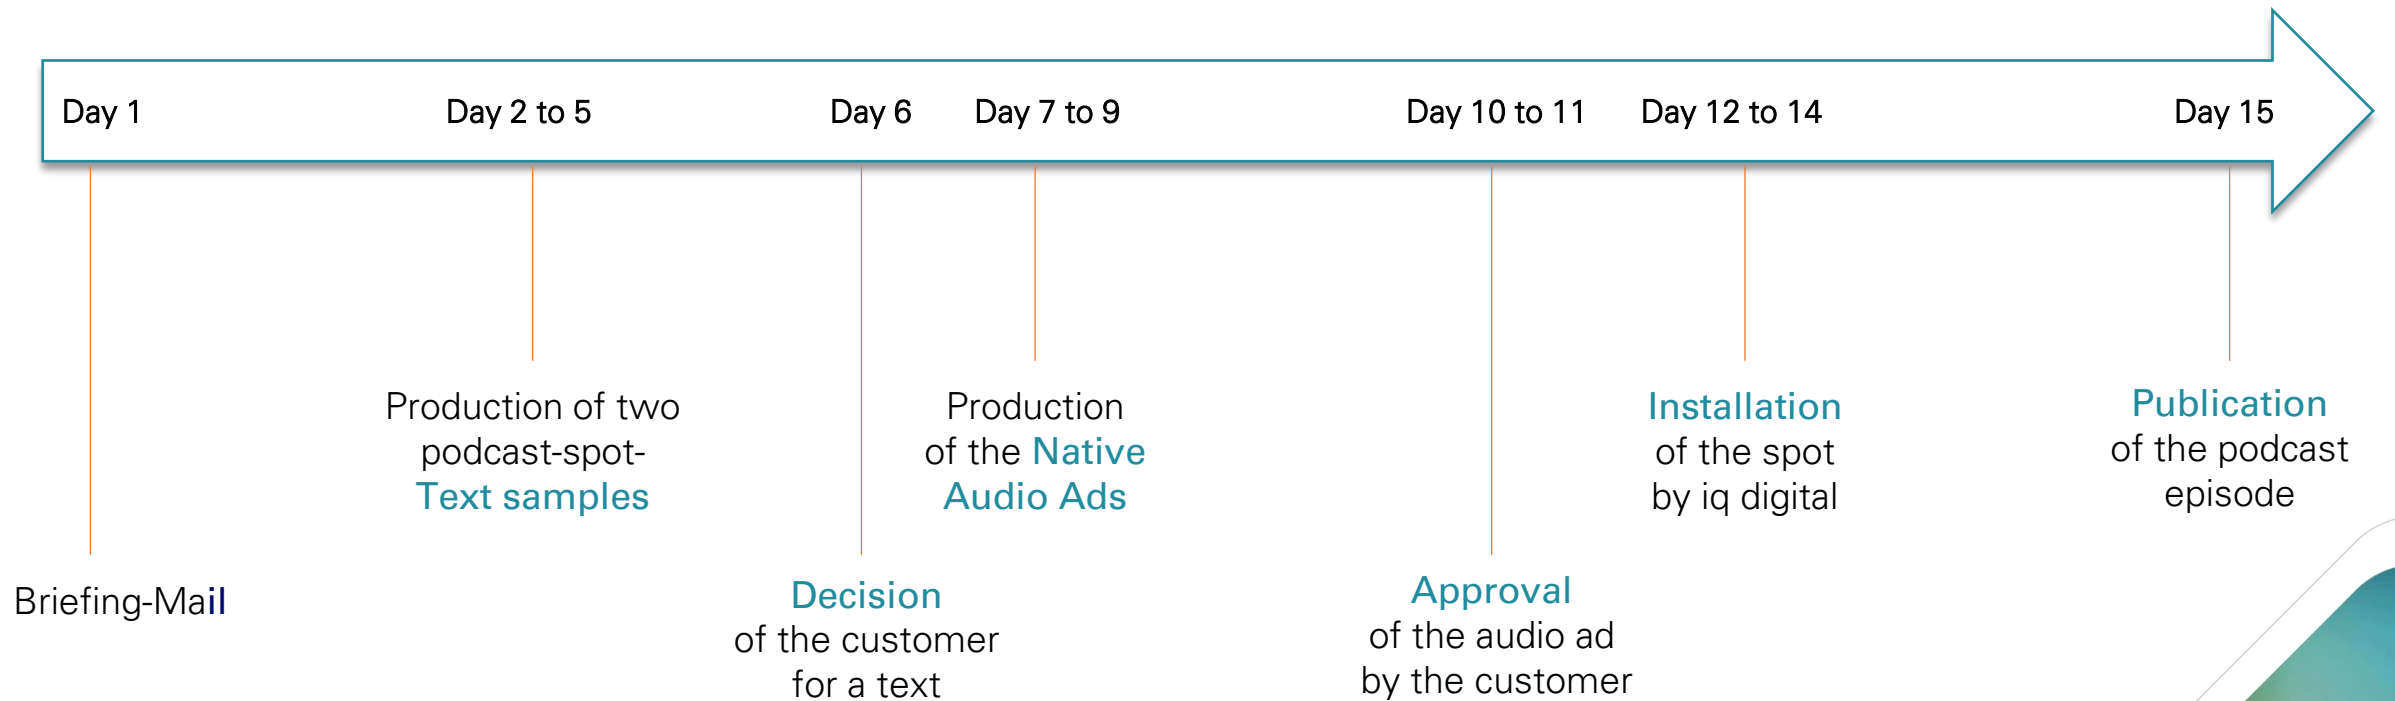 Day 1
Day 2 to 5
Day 6
Day 7 to 9
Day 10 to 11
Day 12 to 14
Day 15
Briefing-Mail
Production of two
podcast-spot-
Text samples
Decision
of the customer
for a text
Production
of the Native
Audio Ads
Approval
of the audio ad
by the customer
Installation
of the spot
by iq digital
Publication
of the podcast
episode